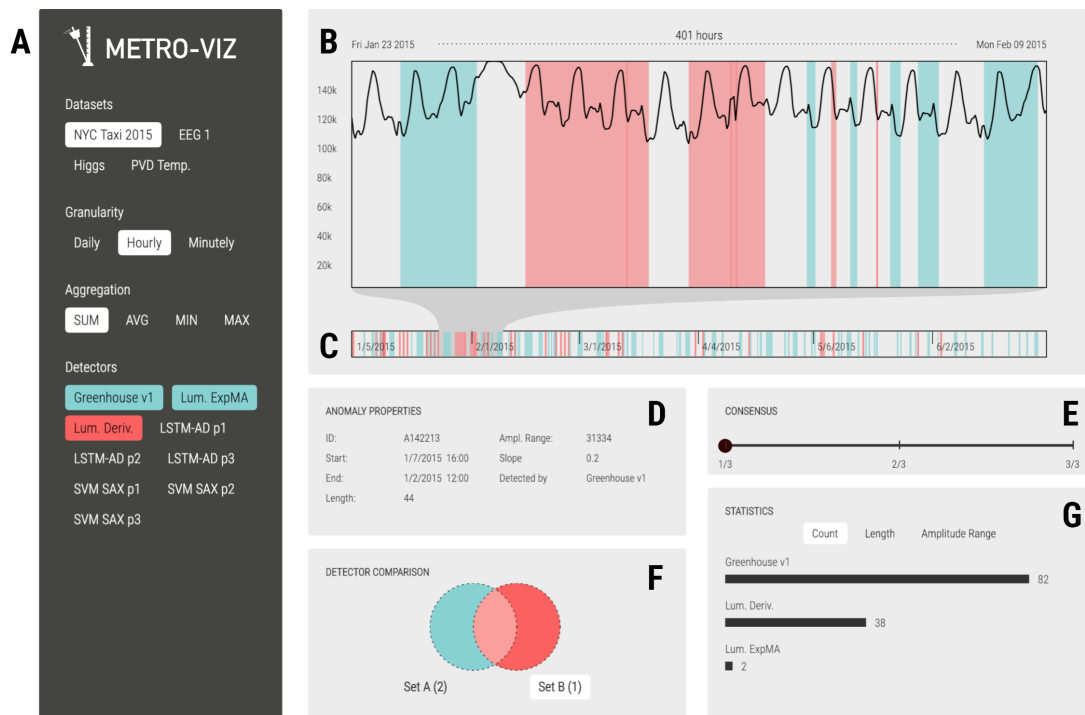 A
METRO-VIZ
Datasets
NYC Taxi 2015 EEG 1
Higgs PVD Temp.
Granularity
Daily Hourly Minutely
Aggregation
SUM AVG MIN MAX
Detectors
Greenhouse v1 Lum. ExpMA
Lum. Deriv. LSTM-AD p1
LSTM-AD p2 LSTM-AD p3
SVM SAX p1 SVM SAX p2
SVM SAX p3
B
Fri Jan 23 2015 401 hours Mon Feb 09 2015
140k
120k
100k
80k
60k
40k
20k
C
1/5/2015 2/1/2015 3/1/2015 4/4/2015 5/6/2015 6/2/2015
ANOMALY PROPERTIES D
ID: A142213 Ampl. Range: 31334
Start: 1/7/2015 16:00 Slope 0.2
End: 1/2/2015 12:00 Detected by Greenhouse v1
Length: 44
CONSENSUS E
1/3 2/3 3/3
DETECTOR COMPARISON F
Set A (2) Set B (1)
STATISTICS G
Count Length Amplitude Range
Greenhouse v1
82
Lum. Deriv.
38
Lum. ExpMA
2